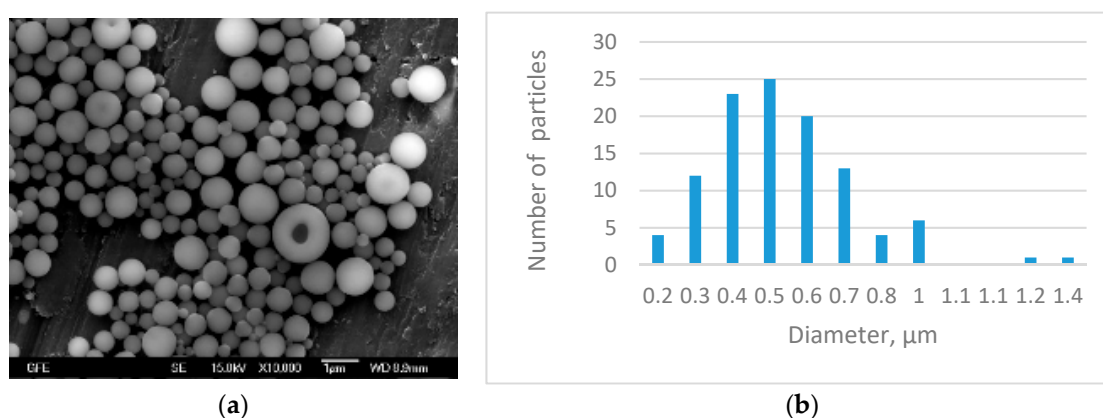 GFE SE 15.0kV X10,000 1μm WD 8.9mm
(a)
Number of particles
30
25
20
15
10
5
0
0.2 0.3 0.4 0.5 0.6 0.7 0.8 1 1.1 1.1 1.2 1.4
Diameter, μm
(b)